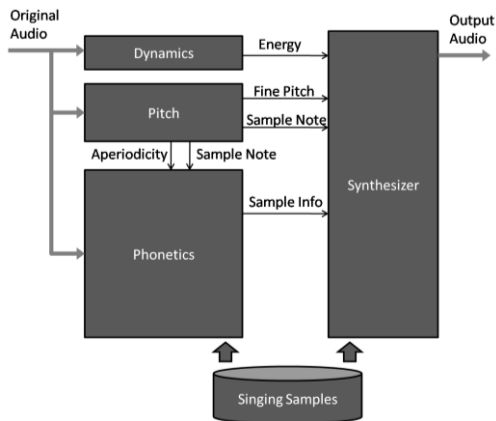 Original
Audio
Output
Audio
Dynamics
Energy
Pitch
Fine Pitch
Sample Note
Aperiodicity
Sample Note
Synthesizer
Phonetics
Sample Info
Singing Samples